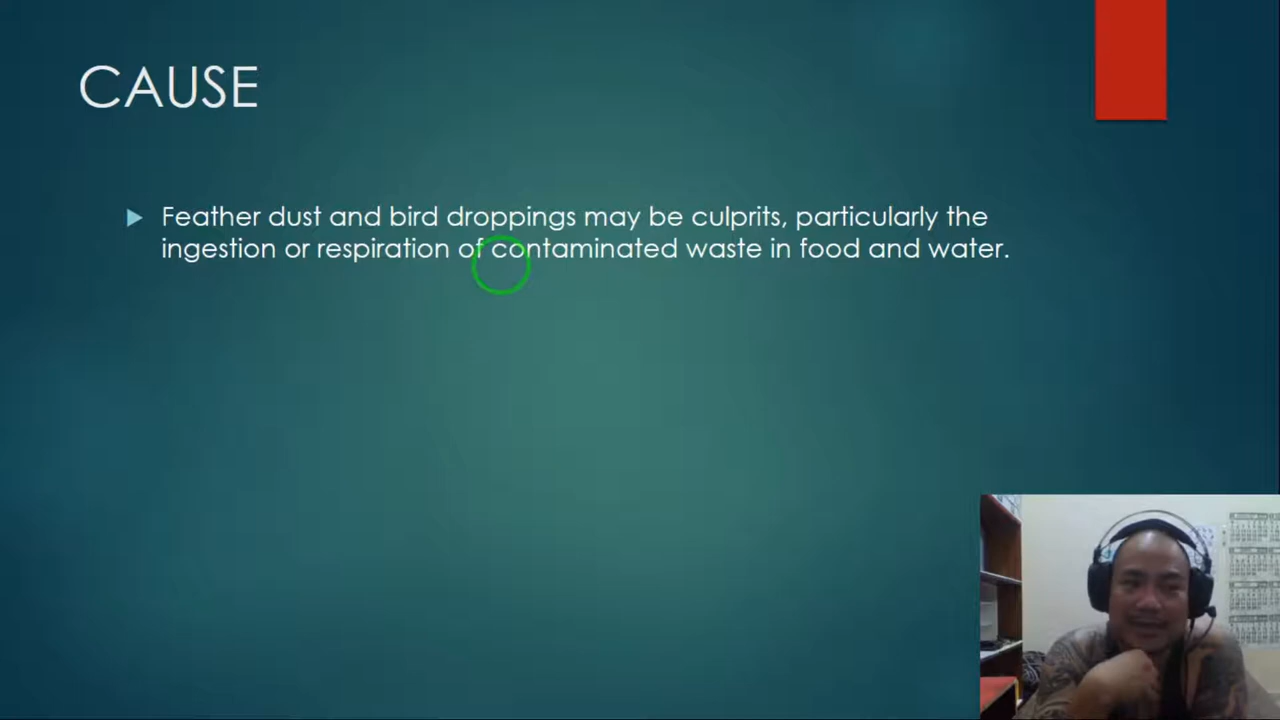 CAUSE
Feather dust and bird droppings may be culprits, particularly the
ingestion or respiration of contaminated waste in food and water.